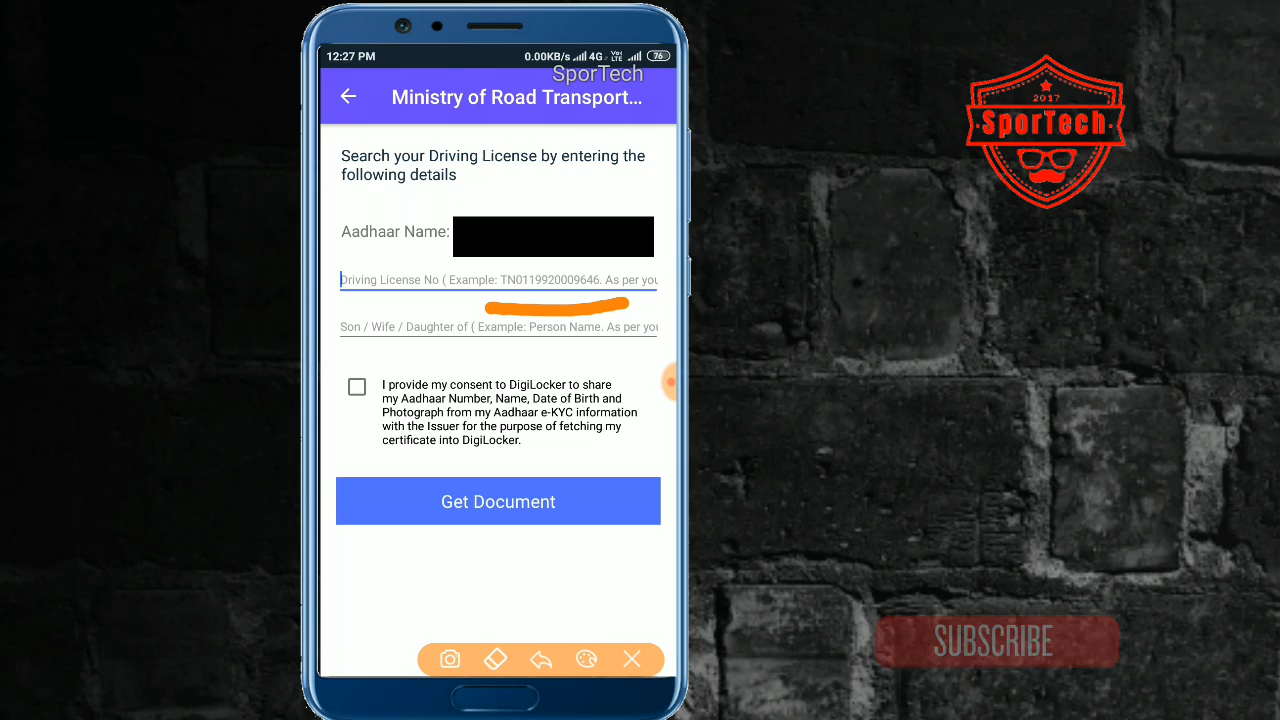 12:27 PM
0.00KB/s 4G VoLTE 76
SporTech
Ministry of Road Transport...
Search your Driving License by entering the
following details
Aadhaar Name:
Driving License No ( Example: TN0119920009646. As per you
Son / Wife / Daughter of ( Example: Person Name. As per you
I provide my consent to DigiLocker to share
my Aadhaar Number, Name, Date of Birth and
Photograph from my Aadhaar e-KYC information
with the Issuer for the purpose of fetching my
certificate into DigiLocker.
Get Document
2017
SporTech
SUBSCRIBE